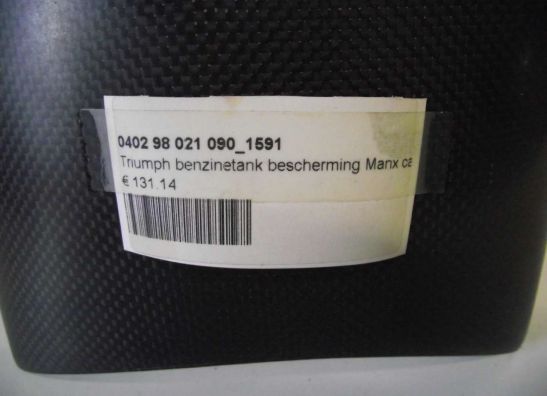 0402 98 021 090_1591
Triumph benzinetank bescherming Manx ca
€ 131.14